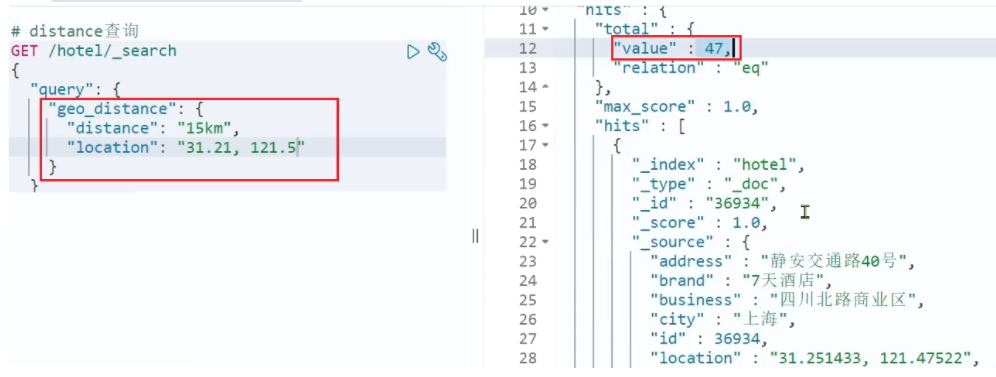 # distance查询
GET /hotel/_search
{
  "query": {
    "geo_distance": {
      "distance": "15km",
      "location": "31.21, 121.5"
    }
  }
10
"hits" : {
11
"total" : {
12
"value" : 47,
13
"relation" : "eq"
14
},
15
"max_score" : 1.0,
16
"hits" : [
17
{
18
"_index" : "hotel",
19
"_type" : "_doc",
20
"_id" : "36934",
21
"_score" : 1.0,
22
"_source" : {
23
"address" : "静安交通路40号",
24
"brand" : "7天酒店",
25
"business" : "四川北路商业区",
26
"city" : "上海",
27
"id" : 36934,
28
"location" : "31.251433, 121.47522",